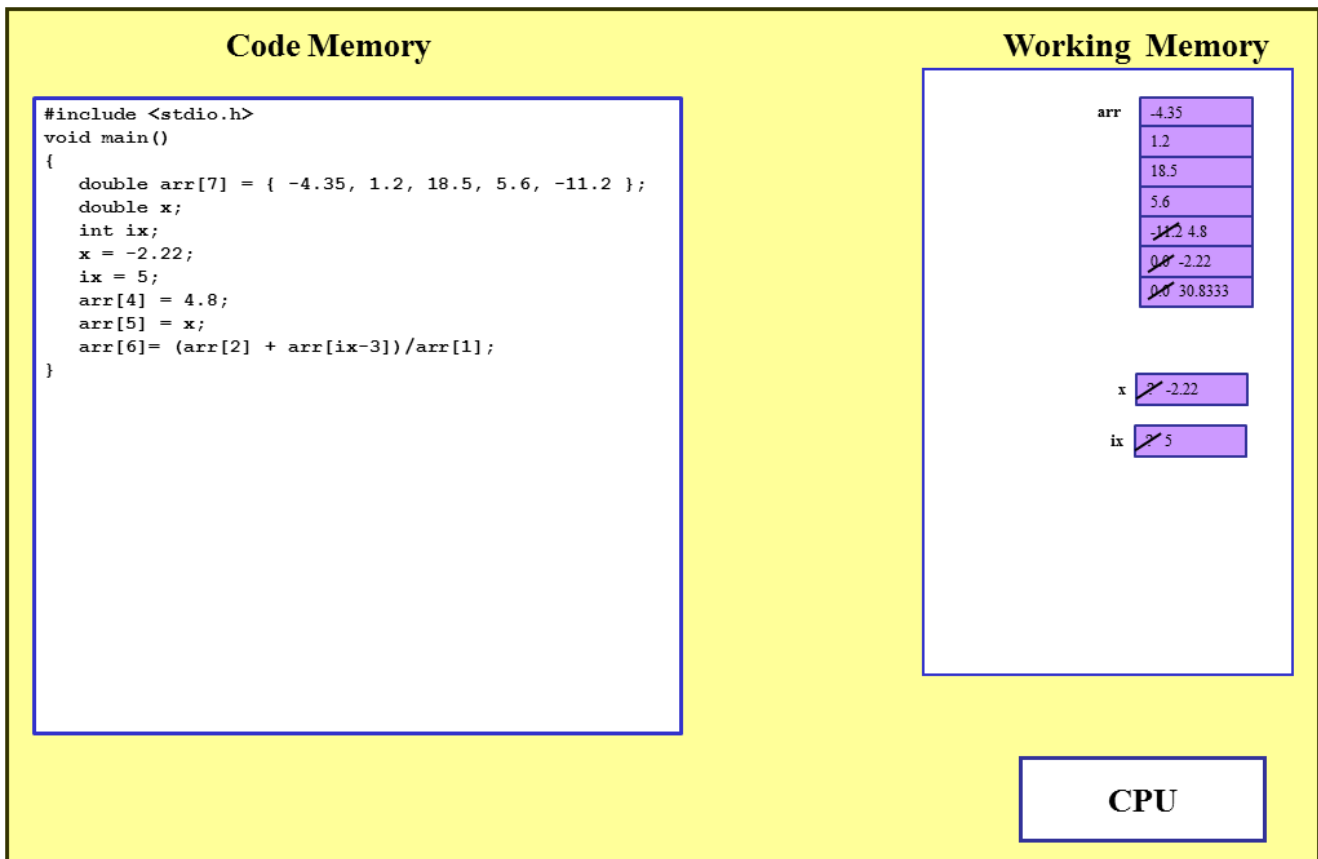 Code Memory
Working Memory
#include <stdio.h>
void main()
{
double arr[7] = { -4.35, 1.2, 18.5, 5.6, -11.2 };
double x;
int ix;
x = -2.22;
ix = 5;
arr[4] = 4.8;
arr[5] = x;
arr[6]= (arr[2] + arr[ix-3])/arr[1];
}
arr
-4.35
1.2
18.5
5.6
-11.2 4.8
0.0 -2.22
0.0 30.8333
x ? -2.22
ix ? 5
CPU